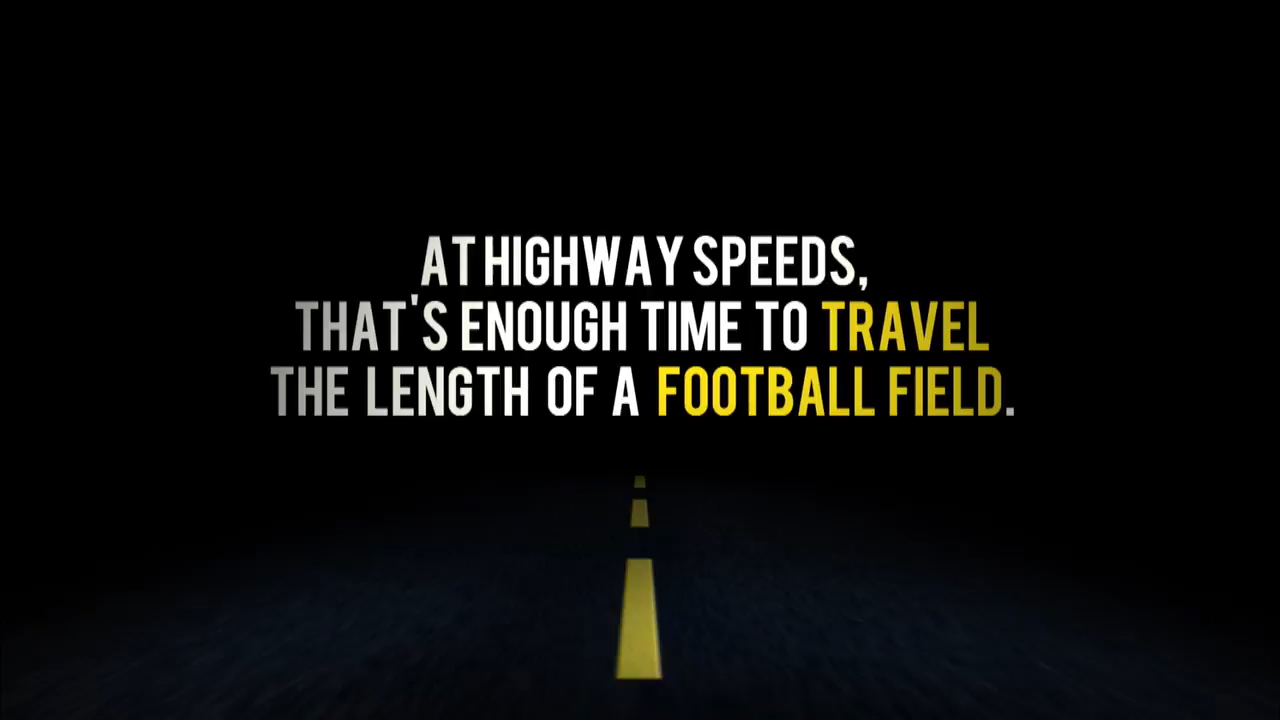 AT HIGHWAY SPEEDS,
THAT'S ENOUGH TIME TO TRAVEL
THE LENGTH OF A FOOTBALL FIELD.